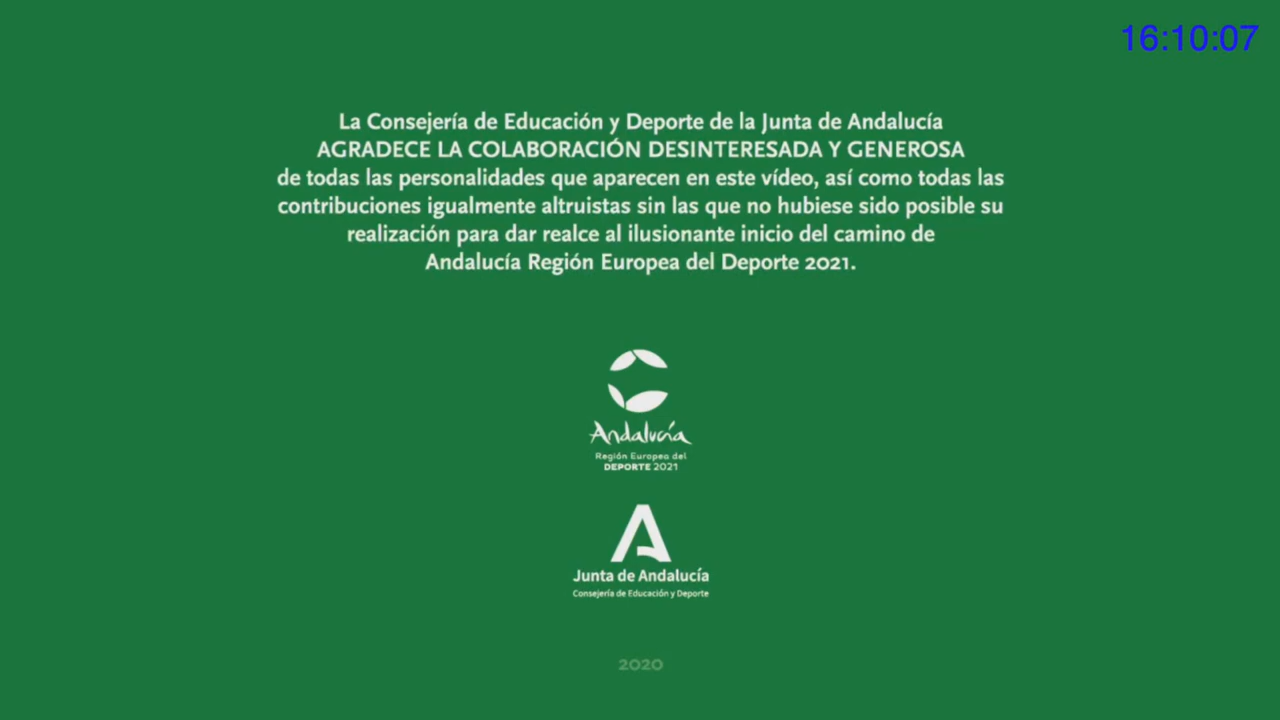 16:10:07
La Consejería de Educación y Deporte de la Junta de Andalucía
AGRADECE LA COLABORACIÓN DESINTERESADA Y GENEROSA
de todas las personalidades que aparecen en este vídeo, así como todas las
contribuciones igualmente altruistas sin las que no hubiese sido posible su
realización para dar realce al ilusionante inicio del camino de
Andalucía Región Europea del Deporte 2021.
Andalucía
Región Europea del
DEPORTE 2021
Junta de Andalucía
Consejería de Educación y Deporte
2020